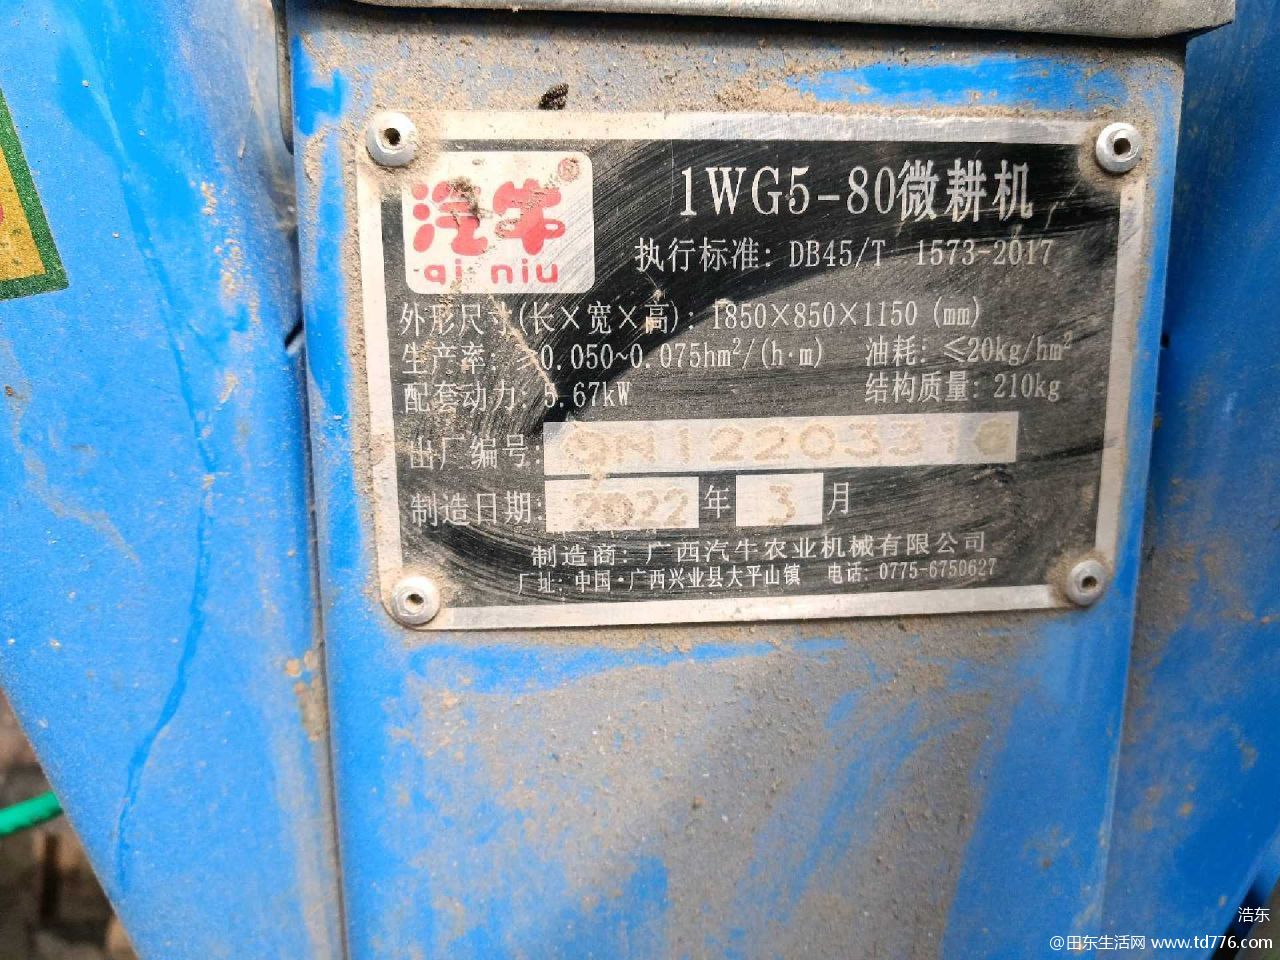 汽牛®
qi niu
1WG5-80微耕机
执行标准: DB45/T 1573-2017
外形尺寸(长×宽×高): 1850×850×1150 (mm)
生产率: ≥0.050~0.075hm²/(h·m) 油耗: ≤20kg/hm²
配套动力: 5.67kW 结构质量: 210kg
出厂编号:
制造日期: 2022 年 3 月
制造商: 广西汽牛农业机械有限公司
厂址: 中国·广西兴业县大平山镇 电话: 0775-6750627
浩东
@田东生活网 www.td776.com